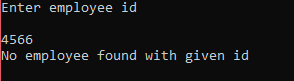 Enter employee id
4566
No employee found with given id